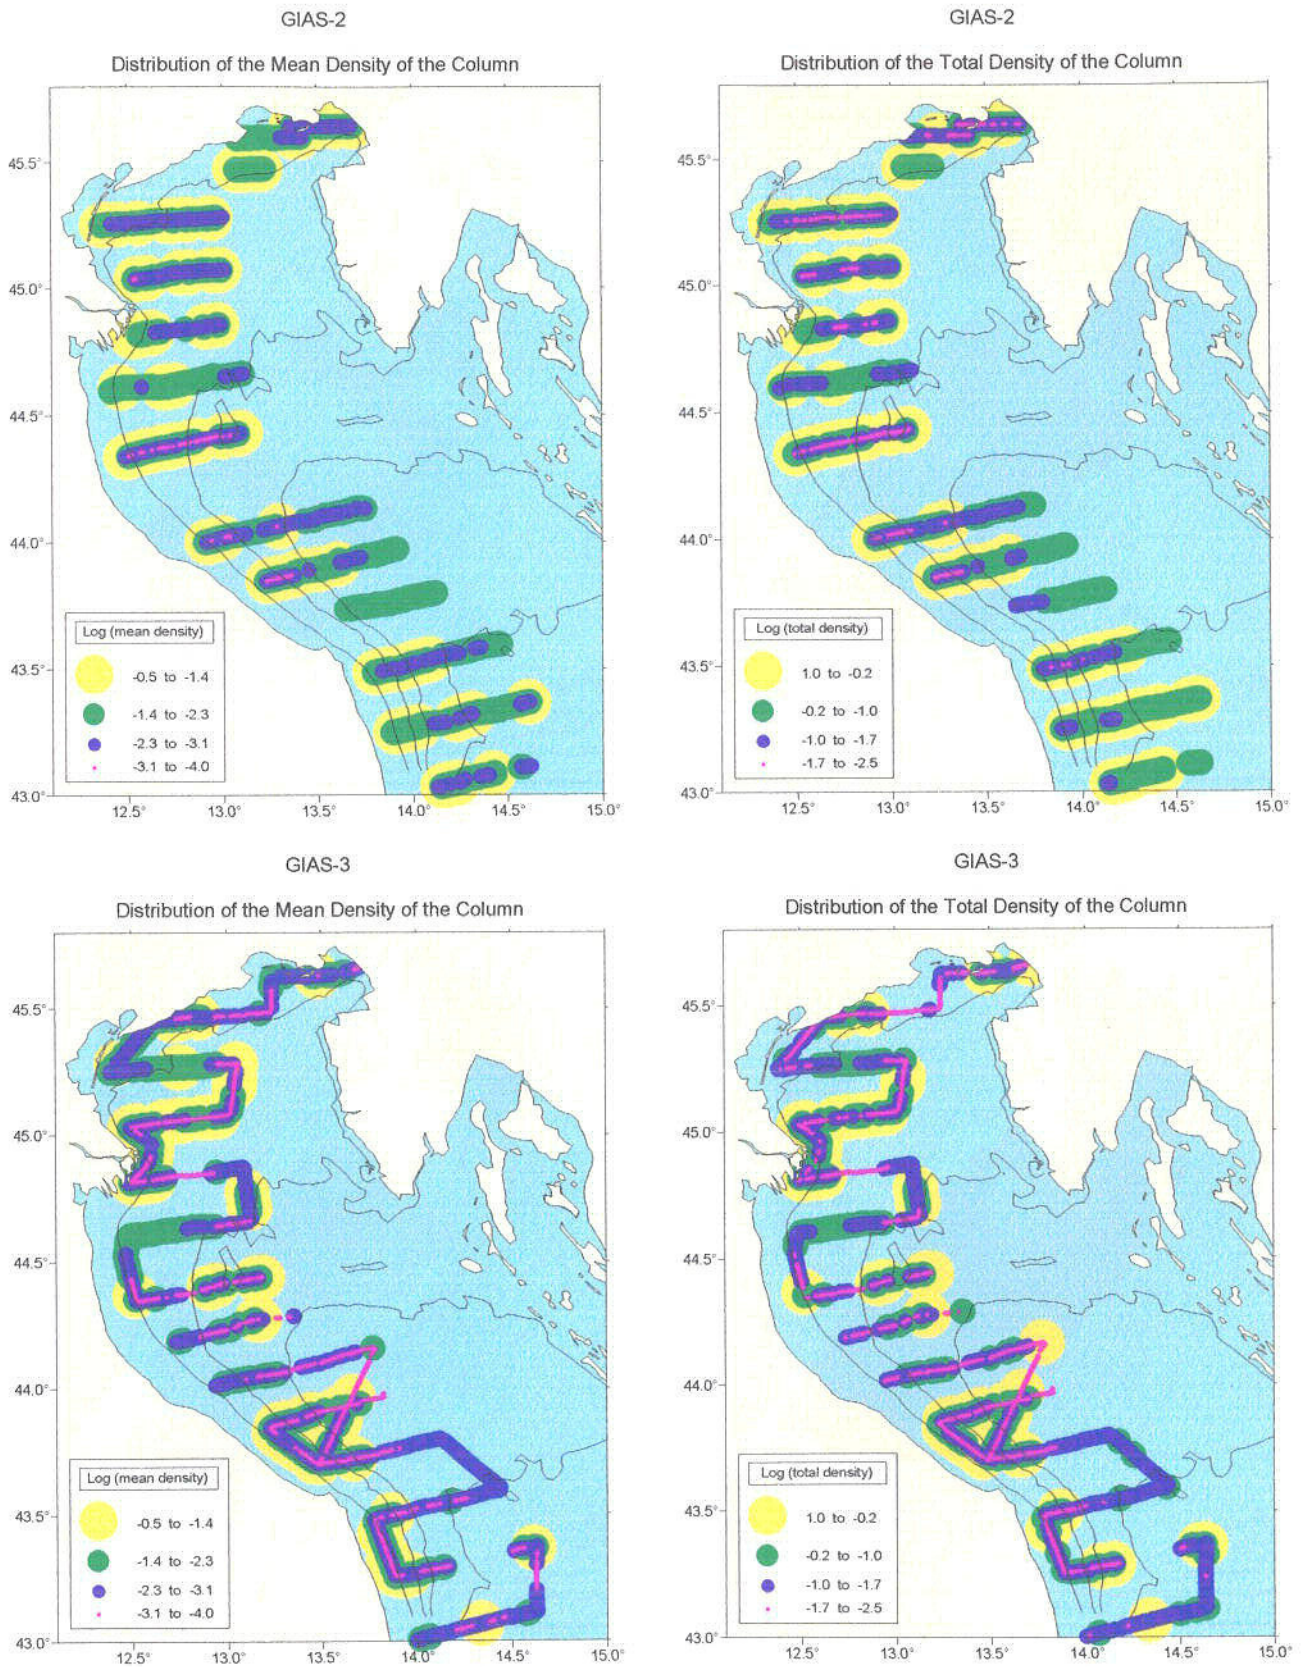 GIAS-2
Distribution of the Mean Density of the Column
45.5°
45.0°
44.5°
44.0°
43.5°
43.0°
12.5°
13.0°
13.5°
14.0°
14.5°
15.0°
Log (mean density)
-0.5 to -1.4
-1.4 to -2.3
-2.3 to -3.1
-3.1 to -4.0
GIAS-2
Distribution of the Total Density of the Column
45.5°
45.0°
44.5°
44.0°
43.5°
43.0°
12.5°
13.0°
13.5°
14.0°
14.5°
15.0°
Log (total density)
1.0 to -0.2
-0.2 to -1.0
-1.0 to -1.7
-1.7 to -2.5
GIAS-3
Distribution of the Mean Density of the Column
45.5°
45.0°
44.5°
44.0°
43.5°
43.0°
12.5°
13.0°
13.5°
14.0°
14.5°
15.0°
Log (mean density)
-0.5 to -1.4
-1.4 to -2.3
-2.3 to -3.1
-3.1 to -4.0
GIAS-3
Distribution of the Total Density of the Column
45.5°
45.0°
44.5°
44.0°
43.5°
43.0°
12.5°
13.0°
13.5°
14.0°
14.5°
15.0°
Log (total density)
1.0 to -0.2
-0.2 to -1.0
-1.0 to -1.7
-1.7 to -2.5